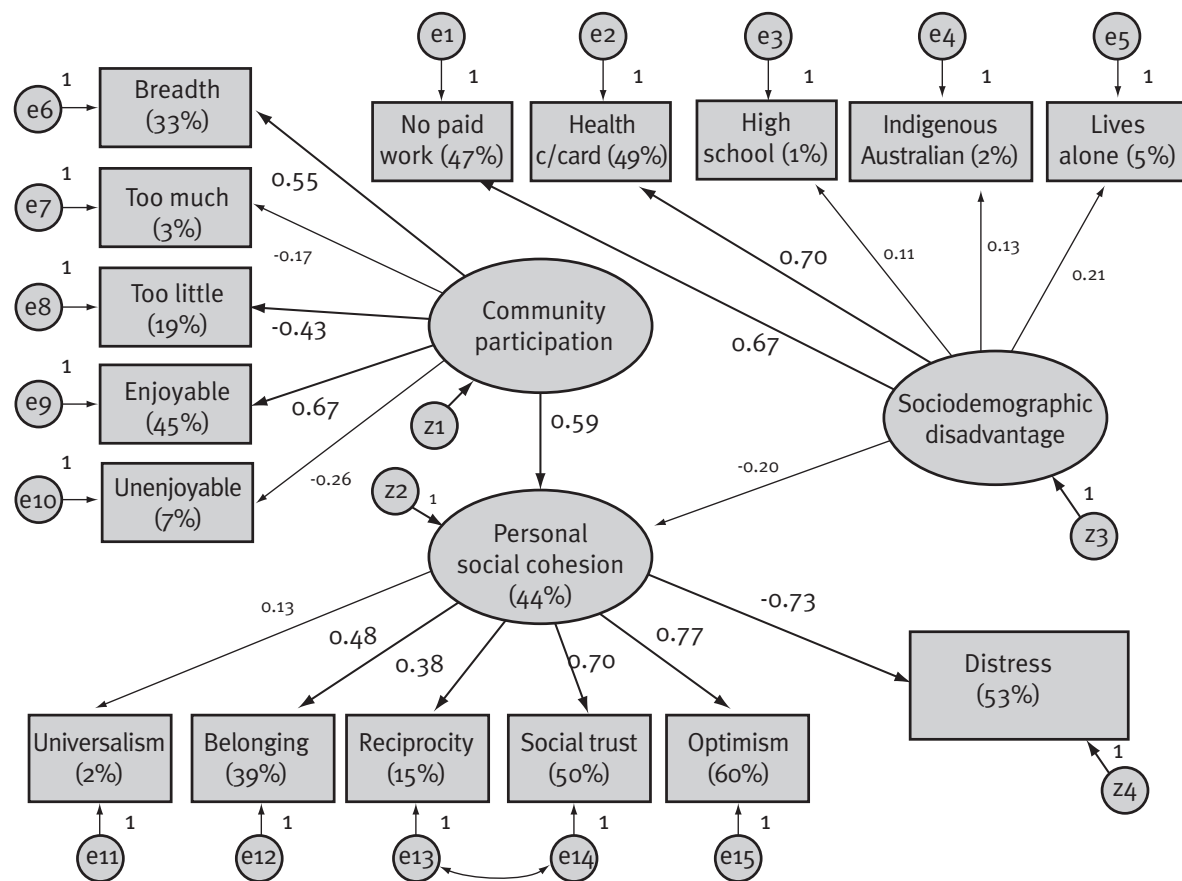 e1
e2
e3
e4
e5
1
1
1
1
1
No paid
work (47%)
Health
c/card (49%)
High
school (1%)
Indigenous
Australian (2%)
Lives
alone (5%)
e6
1
Breadth
(33%)
e7
1
Too much
(3%)
e8
1
Too little
(19%)
e9
1
Enjoyable
(45%)
e10
1
Unenjoyable
(7%)
0.55
-0.17
-0.43
0.67
-0.26
Community
participation
z1
0.59
0.67
0.70
0.11
0.13
0.21
Sociodemographic
disadvantage
1
z3
-0.20
z2
1
Personal
social cohesion
(44%)
0.13
0.48
0.38
0.70
0.77
-0.73
Distress
(53%)
1
z4
Universalism
(2%)
Belonging
(39%)
Reciprocity
(15%)
Social trust
(50%)
Optimism
(60%)
1
1
1
1
1
e11
e12
e13
e14
e15